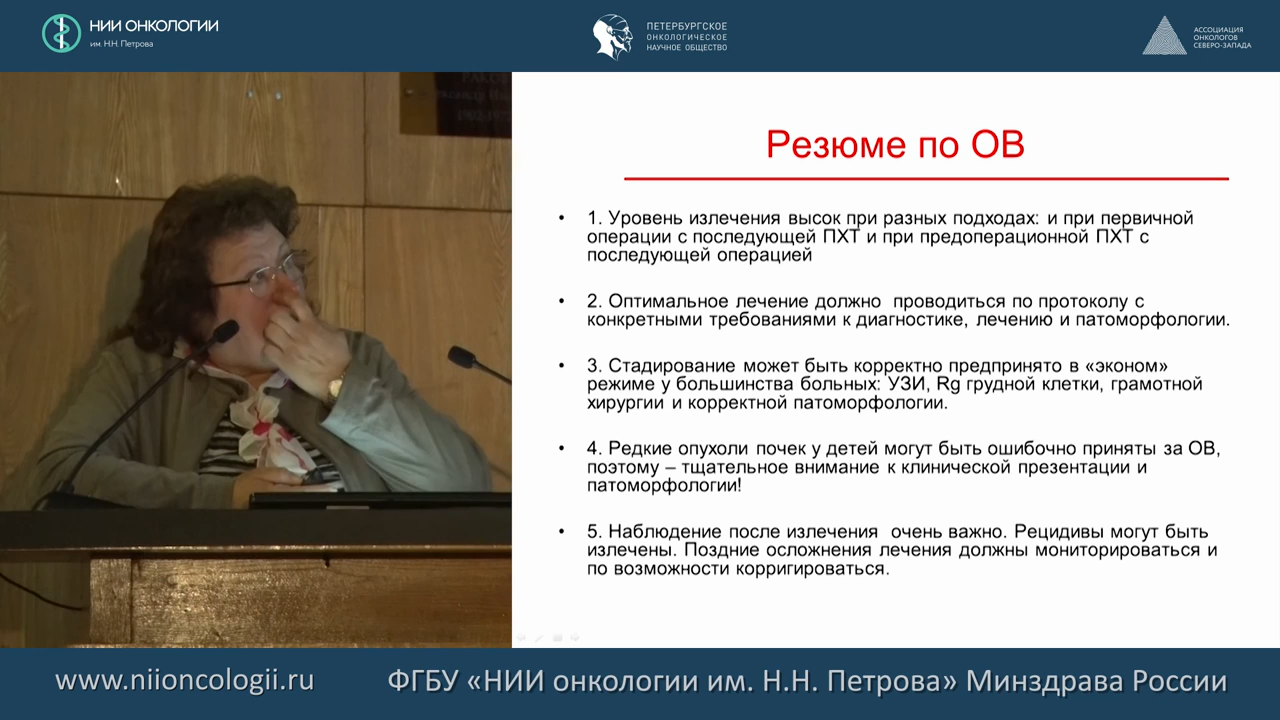 НИИ ОНКОЛОГИИ
им. Н.Н. Петрова
ПЕТЕРБУРГСКОЕ
ОНКОЛОГИЧЕСКОЕ
НАУЧНОЕ ОБЩЕСТВО
АССОЦИАЦИЯ
ОНКОЛОГОВ
СЕВЕРО-ЗАПАДА
Резюме по ОВ
• 1. Уровень излечения высок при разных подходах: и при первичной
операции с последующей ПХТ и при предоперационной ПХТ с
последующей операцией
• 2. Оптимальное лечение должно проводиться по протоколу с
конкретными требованиями к диагностике, лечению и патоморфологии.
• 3. Стадирование может быть корректно предпринято в «эконом»
режиме у большинства больных: УЗИ, Rg грудной клетки, грамотной
хирургии и корректной патоморфологии.
• 4. Редкие опухоли почек у детей могут быть ошибочно приняты за ОВ,
поэтому – тщательное внимание к клинической презентации и
патоморфологии!
• 5. Наблюдение после излечения очень важно. Рецидивы могут быть
излечены. Поздние осложнения лечения должны мониторироваться и
по возможности корригироваться.
www.niioncologii.ru
ФГБУ «НИИ онкологии им. Н.Н. Петрова» Минздрава России